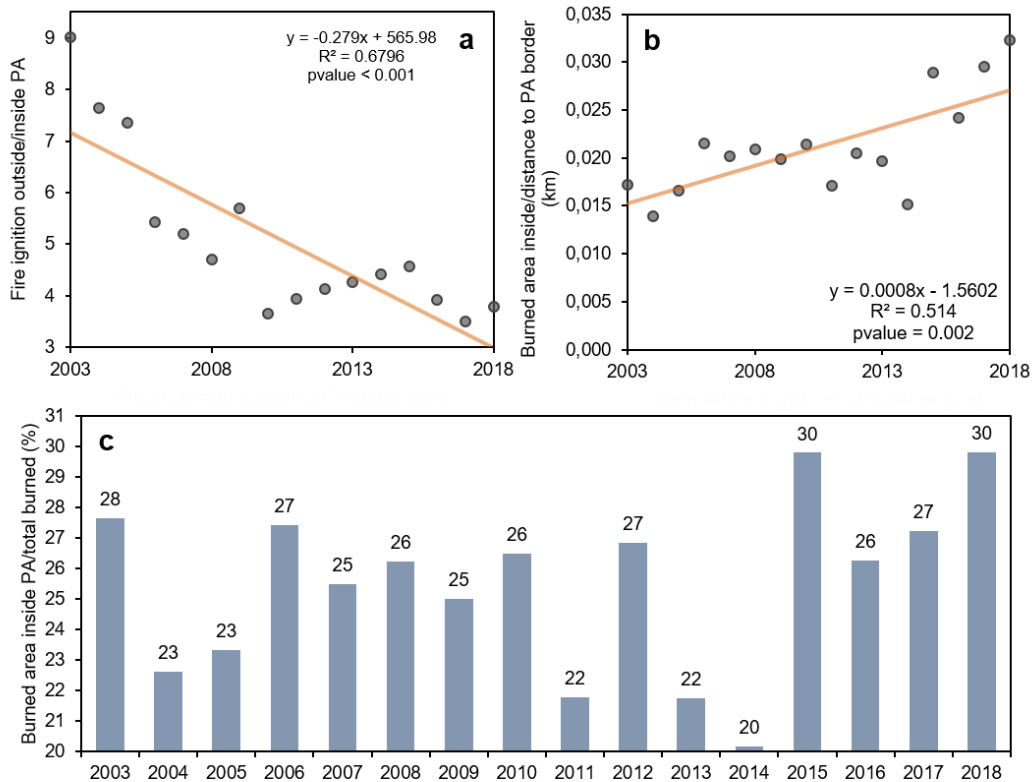 a
y = -0.279x + 565.98
R² = 0.6796
pvalue < 0.001
Fire ignition outside/inside PA
9
8
7
6
5
4
3
2003 2008 2013 2018
b
Burned area inside/distance to PA border
(km)
0,035
0,030
0,025
0,020
0,015
0,010
0,005
0,000
y = 0.0008x - 1.5602
R² = 0.514
pvalue = 0.002
2003 2008 2013 2018
c
Burned area inside PA/total burned (%)
31
30
29
28
27
26
25
24
23
22
21
20
28 23 23 27 25 26 25 26 22 27 22 20 30 26 27 30
2003 2004 2005 2006 2007 2008 2009 2010 2011 2012 2013 2014 2015 2016 2017 2018